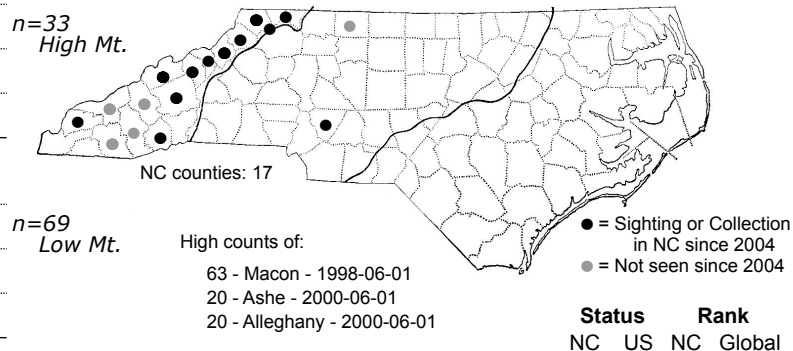 n=33
High Mt.
NC counties: 17
n=69
Low Mt.
High counts of:
63 - Macon - 1998-06-01
20 - Ashe - 2000-06-01
20 - Alleghany - 2000-06-01
= Sighting or Collection
in NC since 2004
= Not seen since 2004
Status Rank
NC US NC Global